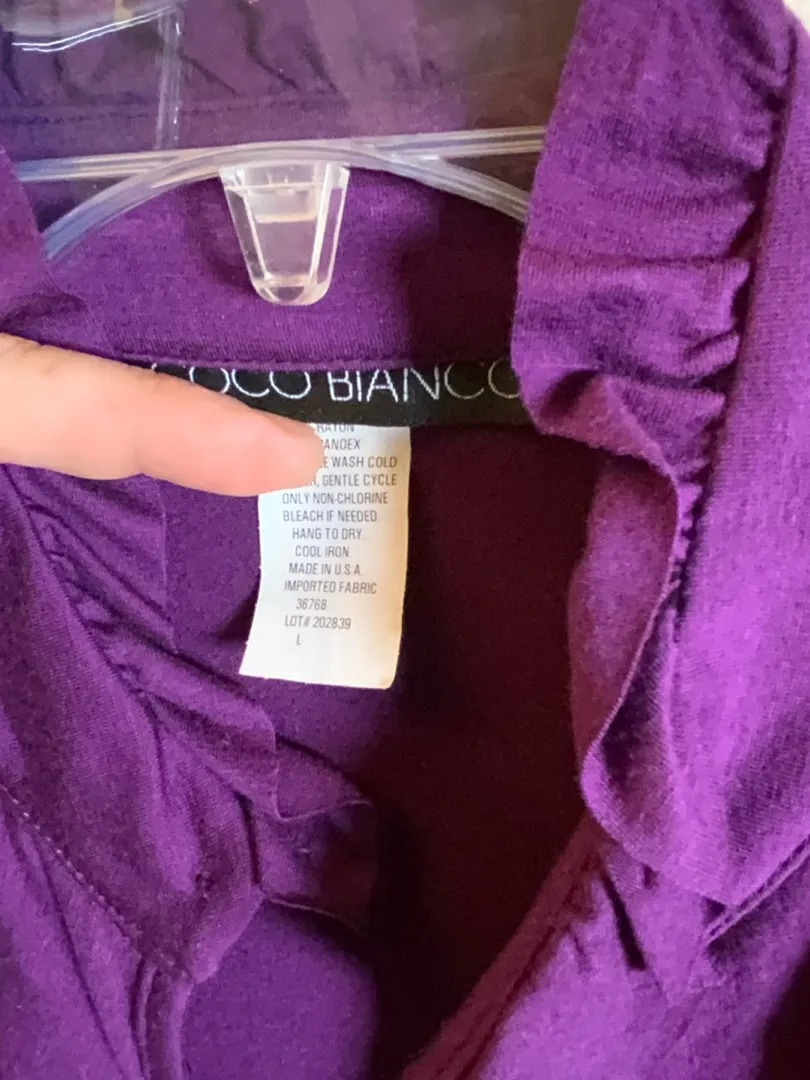 COCO BIANCO
RAYON
WASH COLD
GENTLE CYCLE
ONLY NON-CHLORINE
BLEACH IF NEEDED
HANG TO DRY.
COOL IRON.
MADE IN U.S.A.
IMPORTED FABRIC
36768
LOT# 202839
L